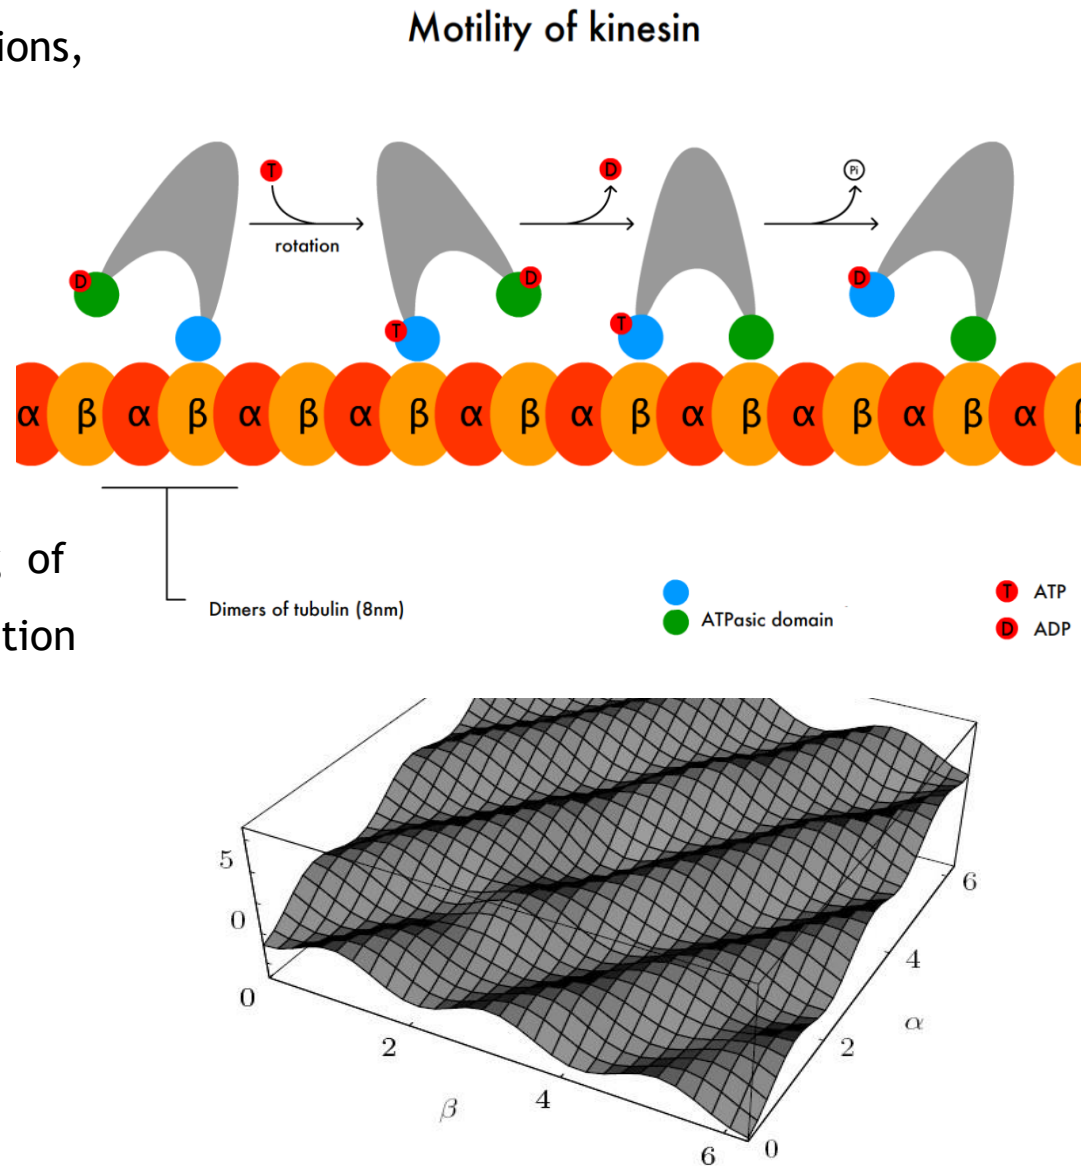 ions,
Motility of kinesin
T
D
Pi
rotation
D
D
D
T
T
α β α β α β α β α β α β α β α β α β α
Dimers of tubulin (8nm)
of
ation
ATPasic domain
T ATP
D ADP
5
0
0
2
4
6
β
0
2
4
6
α